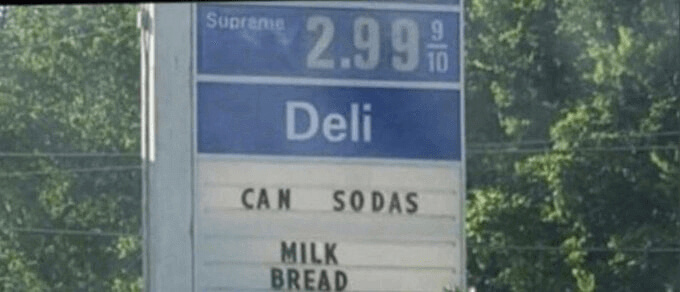 Supreme 2.99 9/10
Deli
CAN SODAS
MILK
BREAD